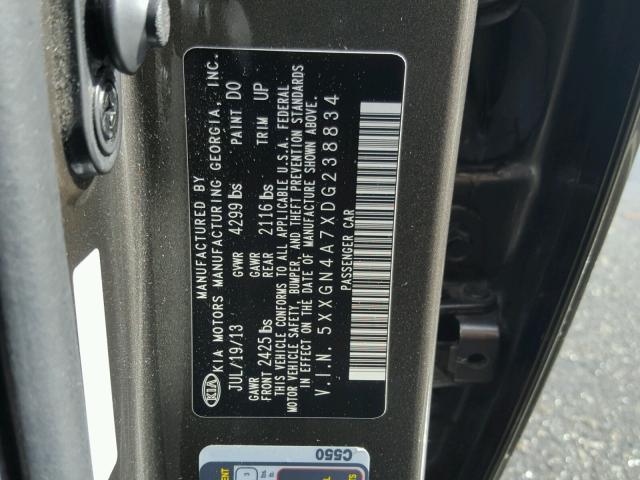 MANUFACTURED BY
KIA KIA MOTORS MANUFACTURING GEORGIA, INC.
JUL/19/13 GVWR 4299 lbs PAINT DO
GAWR FRONT 2425 lbs GAWR REAR 2116 lbs TRIM UP
THIS VEHICLE CONFORMS TO ALL APPLICABLE U.S.A. FEDERAL
MOTOR VEHICLE SAFETY, BUMPER, AND THEFT PREVENTION STANDARDS
IN EFFECT ON THE DATE OF MANUFACTURE SHOWN ABOVE.
V.I.N. 5XXGN4A7XDG238834
PASSENGER CAR
C550